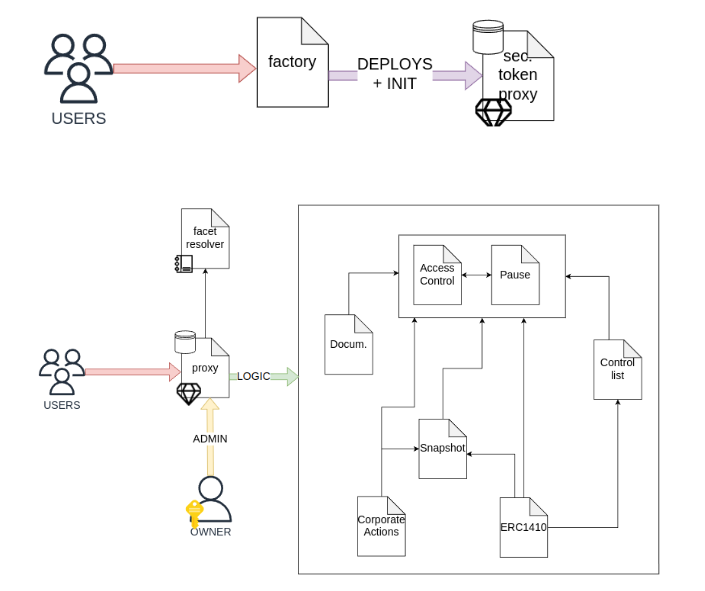 USERS
factory
DEPLOYS
+ INIT
sec.
token
proxy
facet
resolver
USERS
proxy
LOGIC
ADMIN
OWNER
Access
Control
Pause
Docum.
Control
list
Snapshot
Corporate
Actions
ERC1410